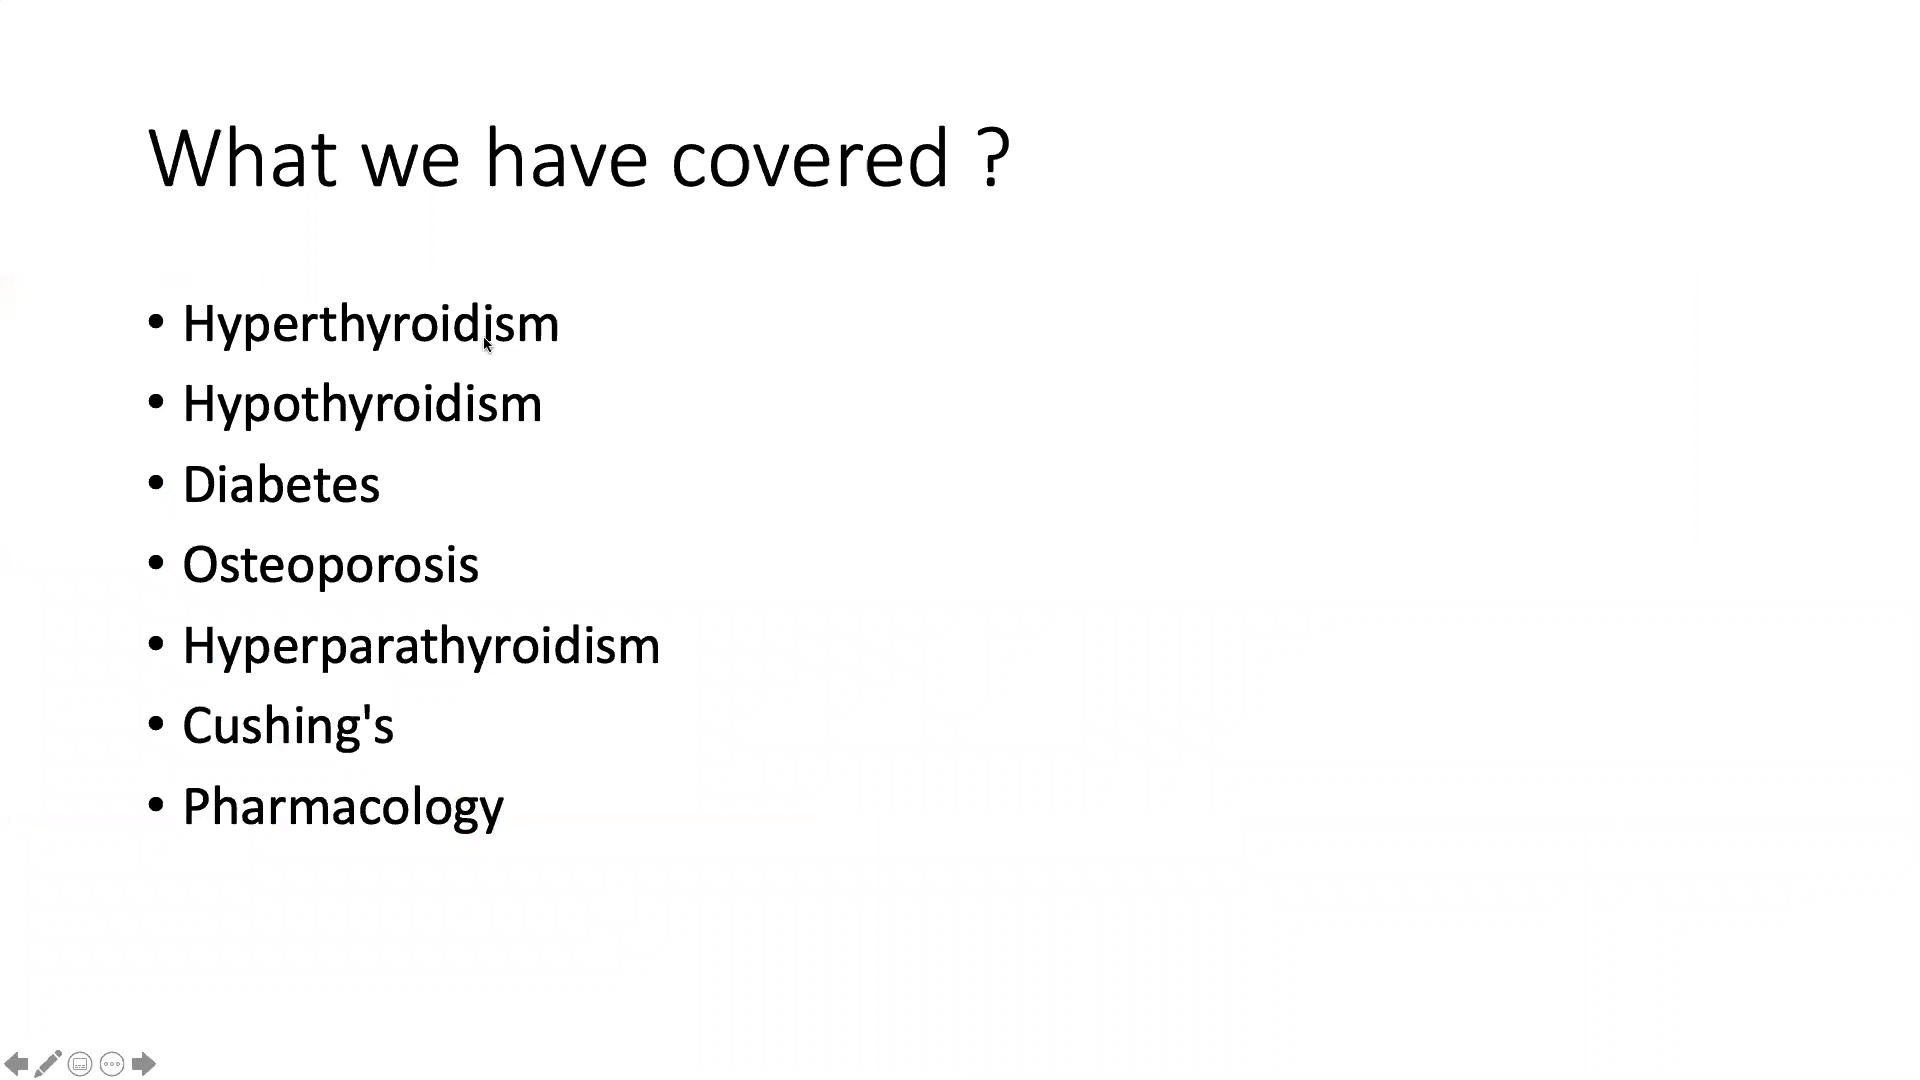 What we have covered ?
• Hyperthyroidism
• Hypothyroidism
• Diabetes
• Osteoporosis
• Hyperparathyroidism
• Cushing's
• Pharmacology